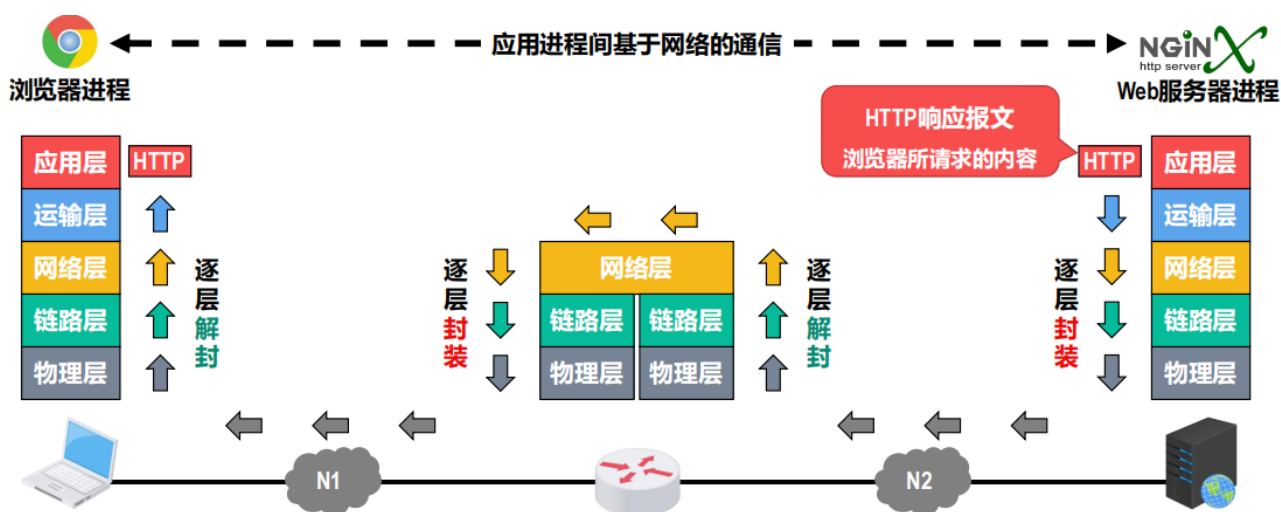 应用进程间基于网络的通信
NGiNX
http server
浏览器进程
Web服务器进程
HTTP响应报文
浏览器所请求的内容
应用层
HTTP
HTTP
应用层
运输层
运输层
网络层
逐层解封
逐层封装
网络层
逐层解封
逐层封装
网络层
链路层
链路层
链路层
链路层
物理层
物理层
物理层
物理层
N1
N2